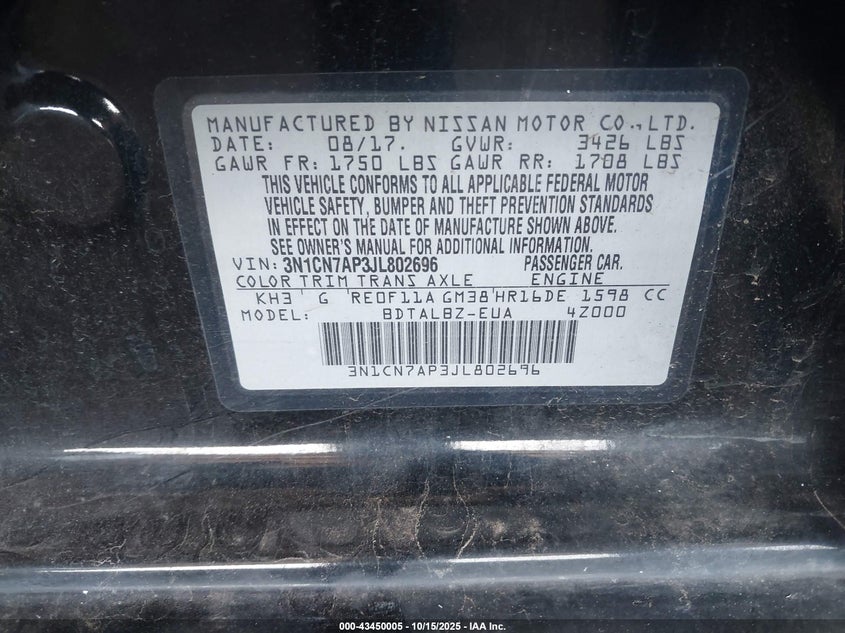 MANUFACTURED BY NISSAN MOTOR CO.,LTD.
DATE: 08/17. GVWR: 3426 LBS
GAWR FR: 1750 LBS GAWR RR: 1708 LBS
THIS VEHICLE CONFORMS TO ALL APPLICABLE FEDERAL MOTOR
VEHICLE SAFETY, BUMPER AND THEFT PREVENTION STANDARDS
IN EFFECT ON THE DATE OF MANUFACTURE SHOWN ABOVE.
SEE OWNER'S MANUAL FOR ADDITIONAL INFORMATION.
VIN: 3N1CN7AP3JL802696 PASSENGER CAR.
COLOR TRIM TRANS AXLE ENGINE
KH3 G RE0F11A GM38 HR16DE 1598 CC
MODEL: BDTALBZ-EUA 4Z000
3N1CN7AP3JL802696
000-43450005 - 10/15/2025 - IAA Inc.